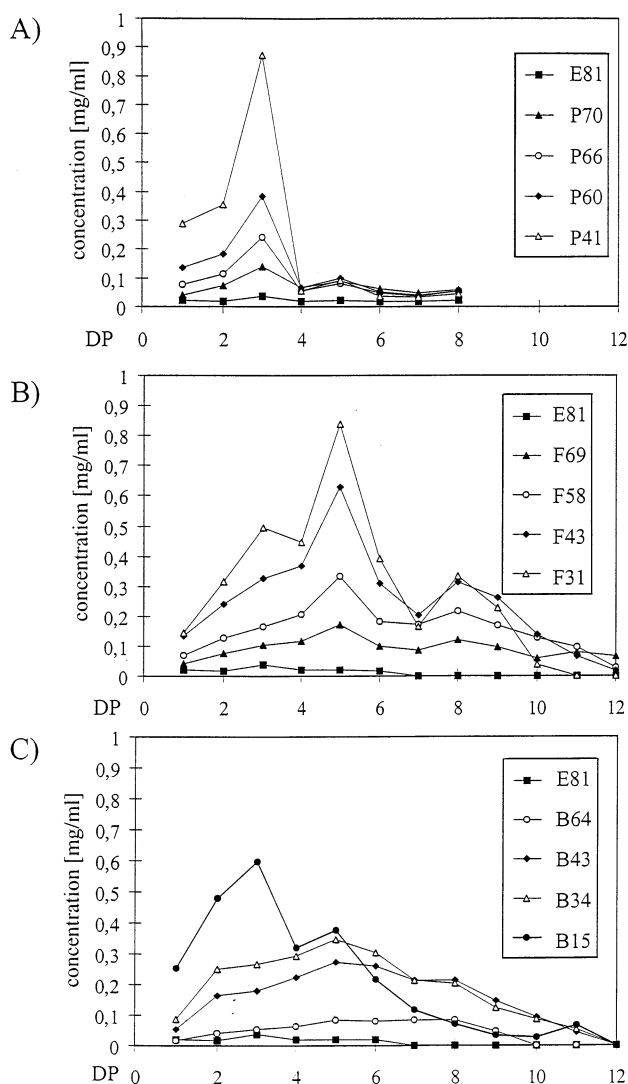 A)
concentration [mg/ml]
1
0,9
0,8
0,7
0,6
0,5
0,4
0,3
0,2
0,1
0
E81
P70
P66
P60
P41
DP 0 2 4 6 8 10 12
B)
concentration [mg/ml]
1
0,9
0,8
0,7
0,6
0,5
0,4
0,3
0,2
0,1
0
E81
F69
F58
F43
F31
DP 0 2 4 6 8 10 12
C)
concentration [mg/ml]
1
0,9
0,8
0,7
0,6
0,5
0,4
0,3
0,2
0,1
0
E81
B64
B43
B34
B15
DP 0 2 4 6 8 10 12